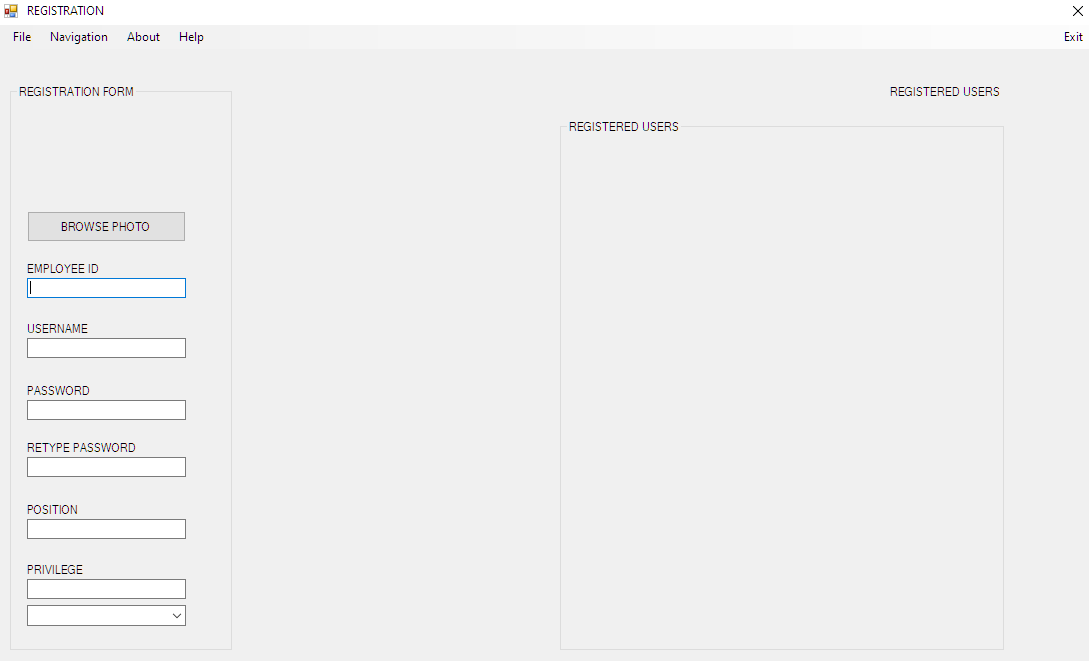 REGISTRATION
File Navigation About Help Exit
REGISTRATION FORM
BROWSE PHOTO
EMPLOYEE ID
USERNAME
PASSWORD
RETYPE PASSWORD
POSITION
PRIVILEGE
REGISTERED USERS
REGISTERED USERS